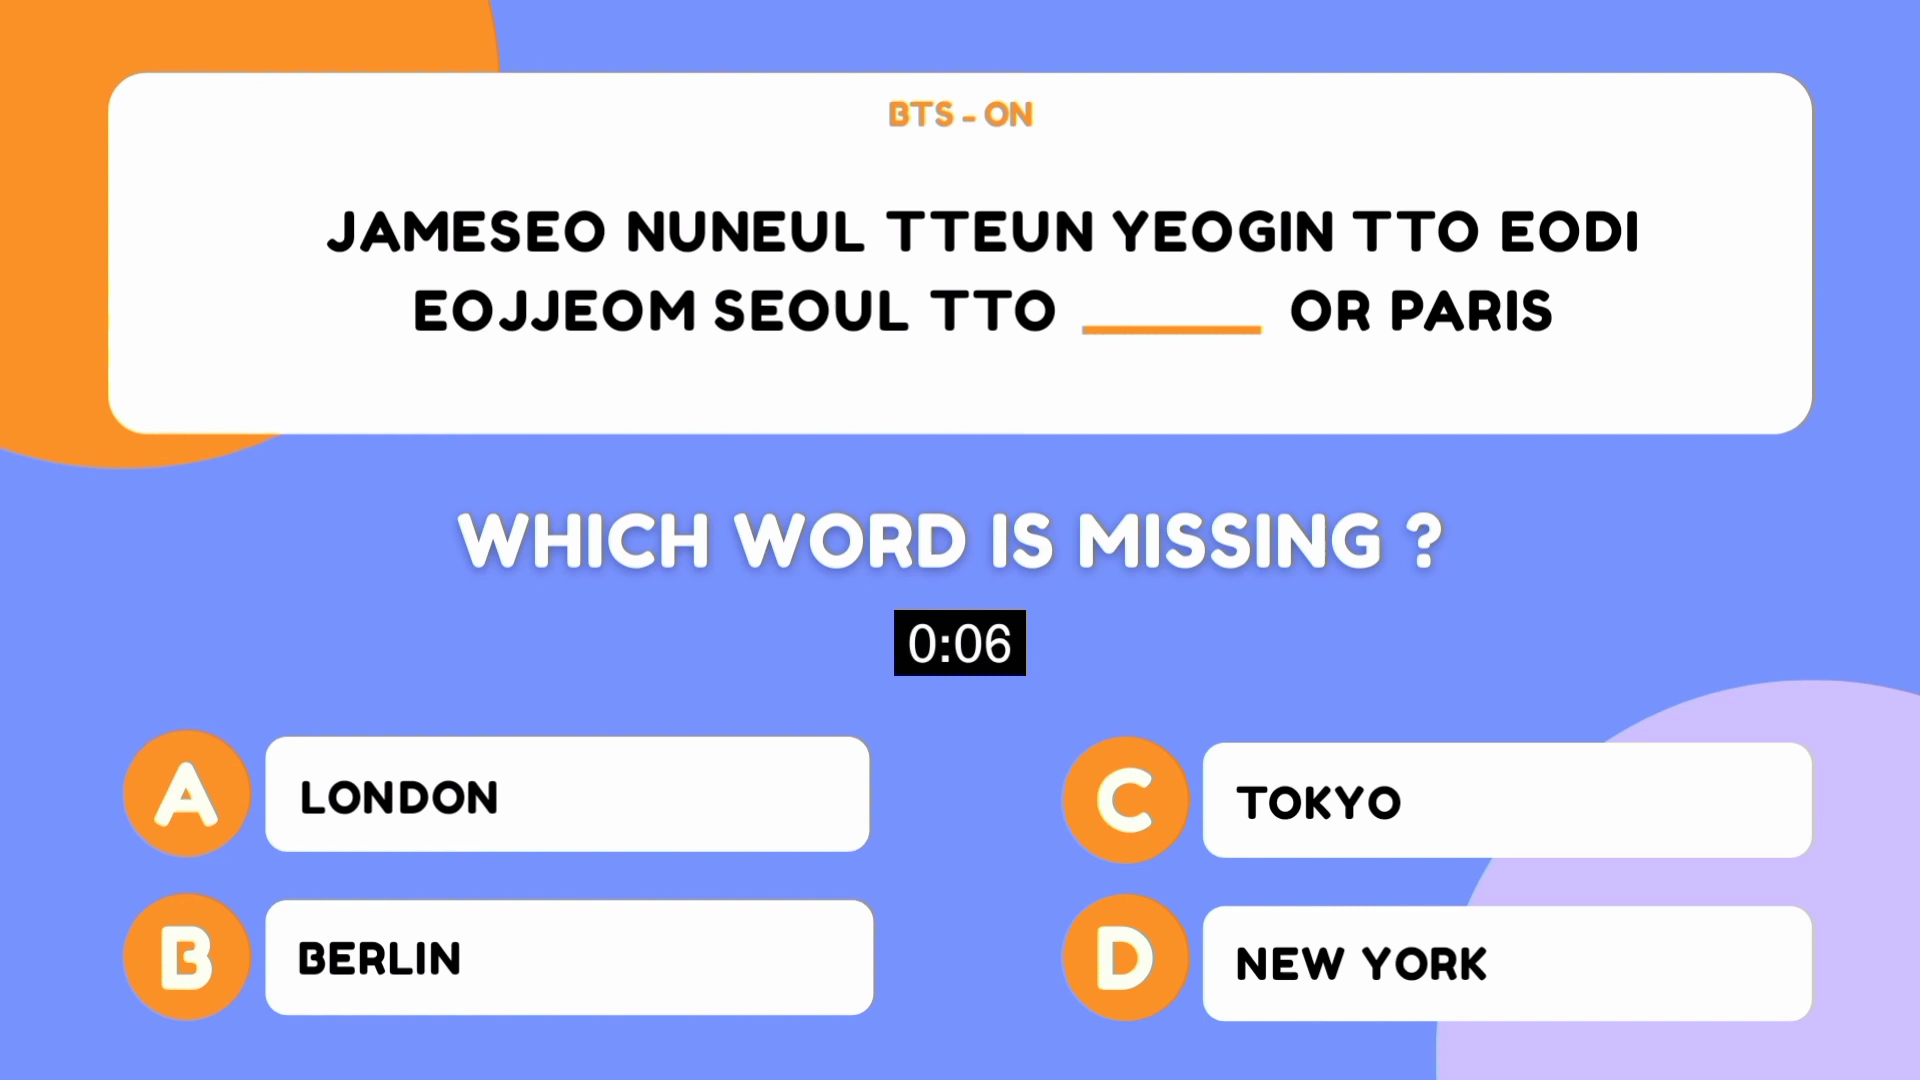 BTS - ON
JAMESEO NUNEUL TTEUN YEOGIN TTO EODI
EOJJEOM SEOUL TTO ______ OR PARIS
WHICH WORD IS MISSING ?
0:06
A LONDON
B BERLIN
C TOKYO
D NEW YORK